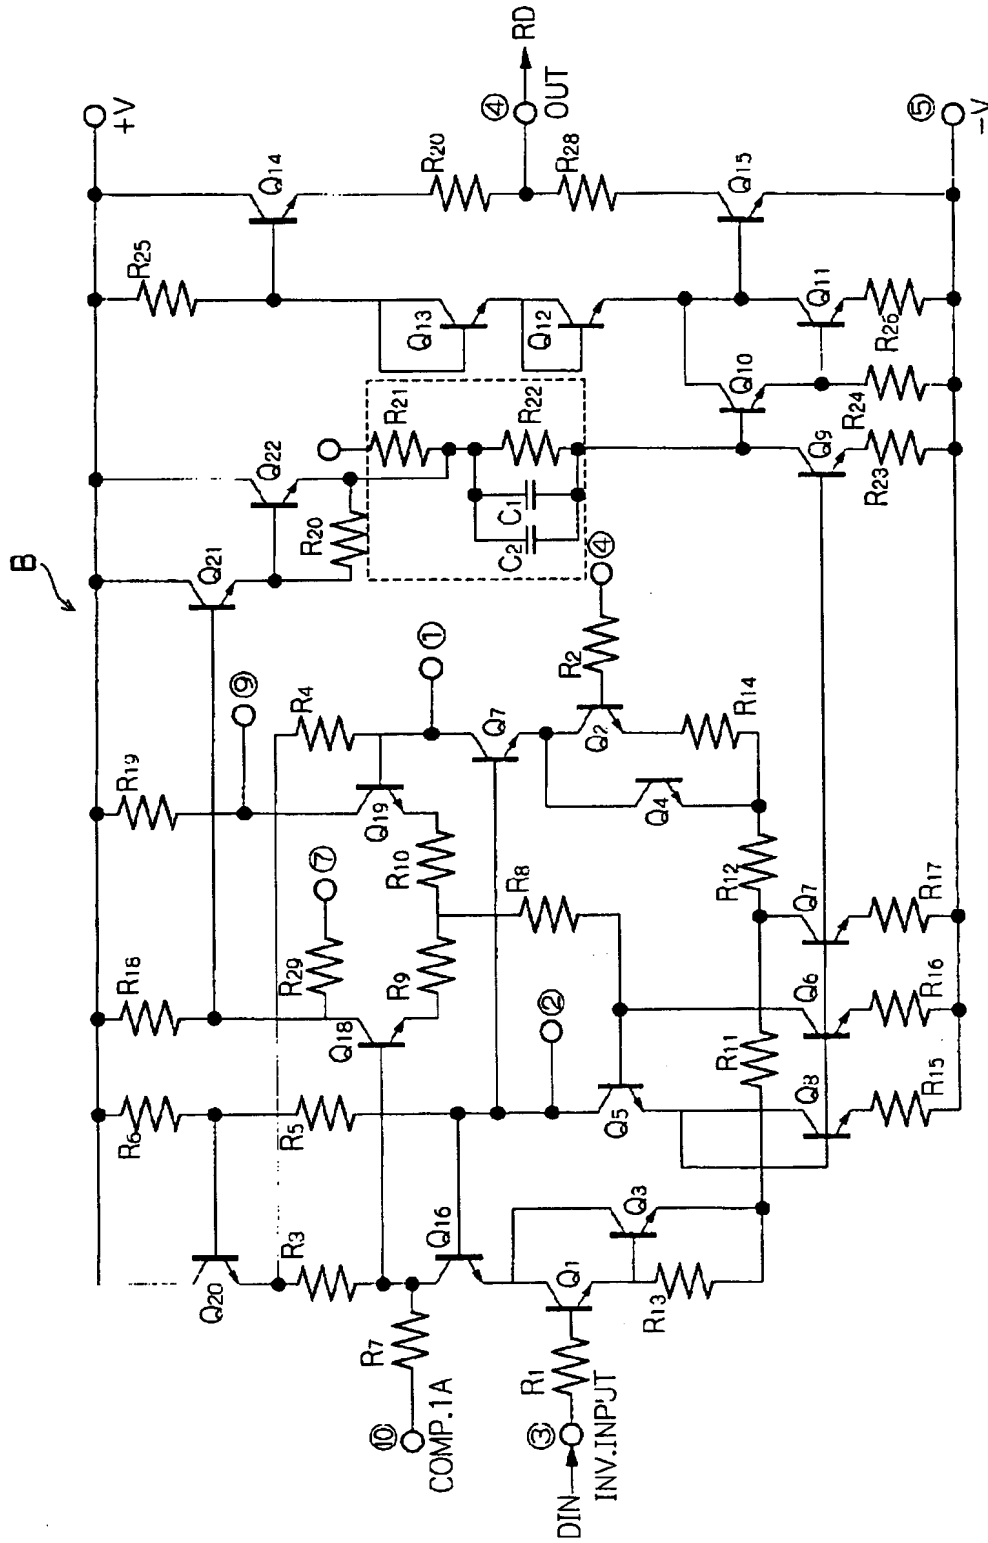 B
+V
R6
R18
R19
R25
⑨
Q20
Q21
Q22
Q14
R3
R5
R29
R4
R20
⑦
Q18
Q19
R7
⑩
COMP.1A
R9
R10
①
R21
Q13
R20
Q16
Q7
R8
②
C2
C1
R22
Q12
④
OUT
RD
R1
③
DIN
INV.INPUT
Q1
R2
④
R28
Q5
Q3
Q2
Q4
R13
R11
R12
R14
Q10
Q15
Q8
Q6
Q7
Q9
Q11
R24
R23
R26
R15
R16
R17
⑤
-V